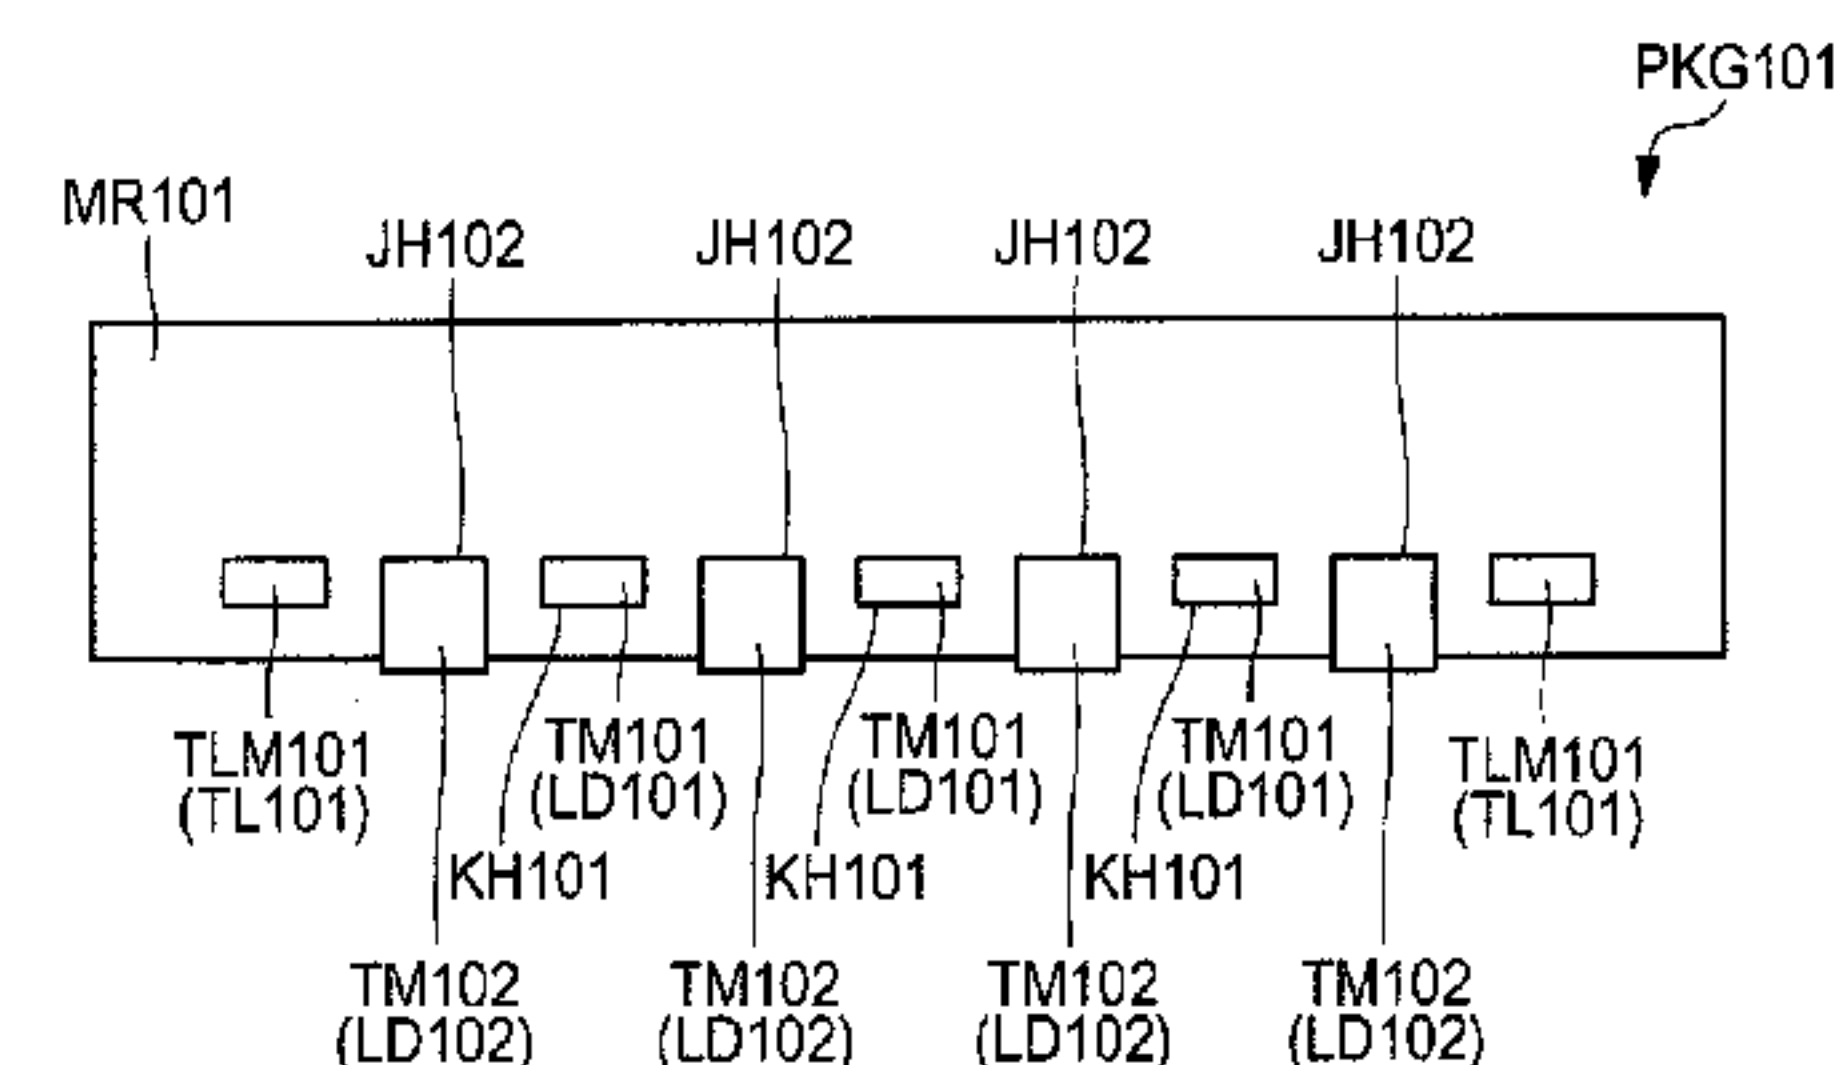 PKG101
MR101
JH102
JH102
JH102
JH102
TLM101
(TL101)
TM101
(LD101)
TM101
(LD101)
TM101
(LD101)
TLM101
(TL101)
KH101
KH101
KH101
TM102
(LD102)
TM102
(LD102)
TM102
(LD102)
TM102
(LD102)